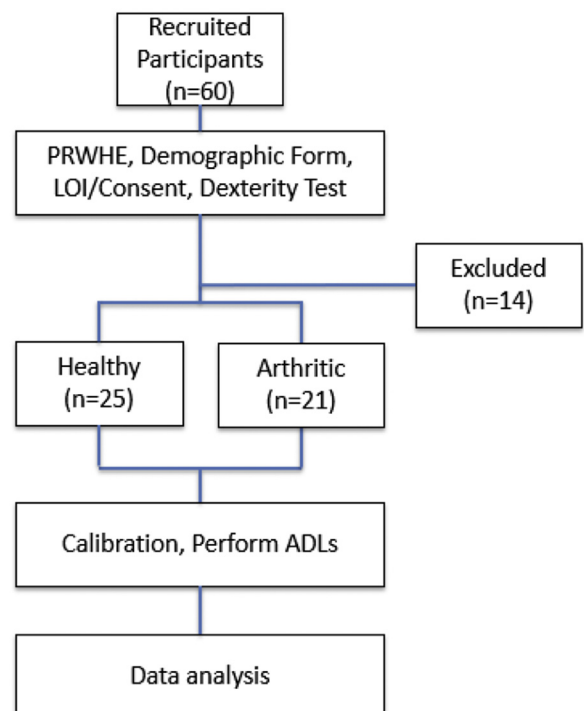 Recruited
Participants
(n=60)
PRWHE, Demographic Form,
LOI/Consent, Dexterity Test
Excluded
(n=14)
Healthy
(n=25)
Arthritic
(n=21)
Calibration, Perform ADLs
Data analysis